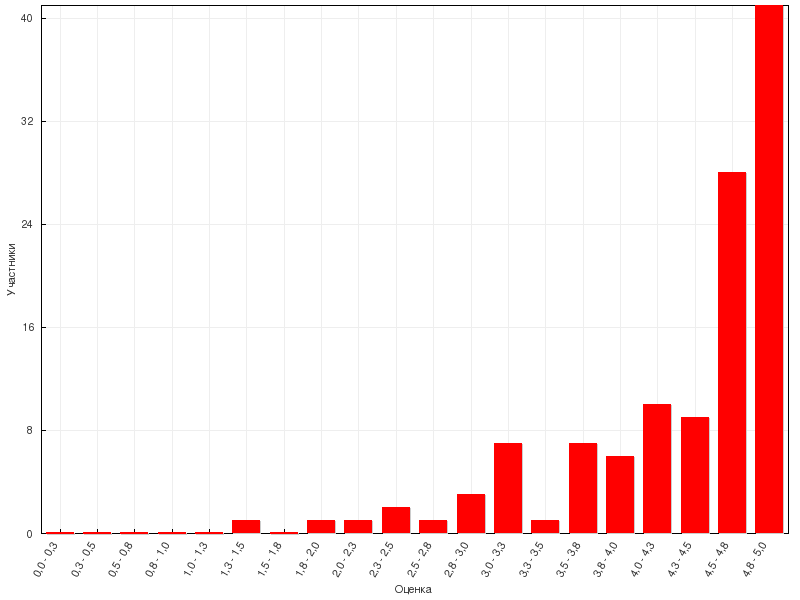 40
32
24
16
8
0
Участники
0.0 - 0.3
0.3 - 0.5
0.5 - 0.8
0.8 - 1.0
1.0 - 1.3
1.3 - 1.5
1.5 - 1.8
1.8 - 2.0
2.0 - 2.3
2.3 - 2.5
2.5 - 2.8
2.8 - 3.0
3.0 - 3.3
3.3 - 3.5
3.5 - 3.8
3.8 - 4.0
4.0 - 4.3
4.3 - 4.5
4.5 - 4.8
4.8 - 5.0
Оценка